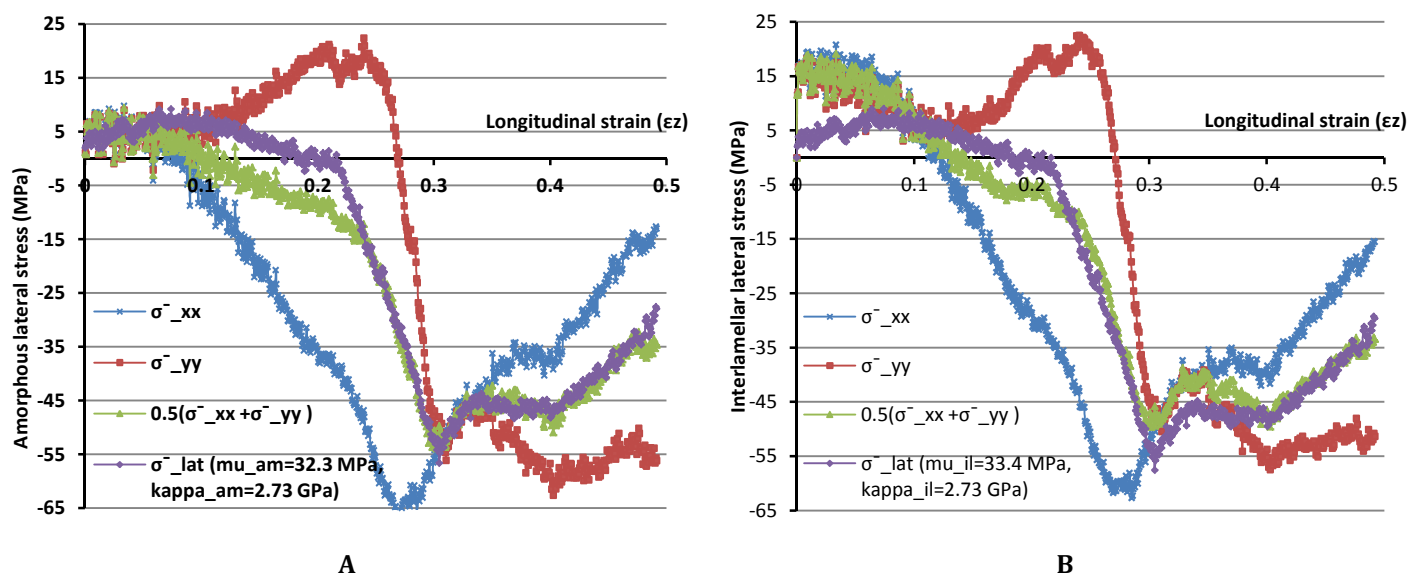 Amorphous lateral stress (MPa)
25
15
5
-5
-15
-25
-35
-45
-55
-65
0
0.1
0.2
0.3
0.4
0.5
Longitudinal strain (εz)
σ¯_xx
σ¯_yy
0.5(σ¯_xx +σ¯_yy )
σ¯_lat (mu_am=32.3 MPa,
kappa_am=2.73 GPa)
A
Interlamellar lateral stress (MPa)
25
15
5
-5
-15
-25
-35
-45
-55
-65
0
0.1
0.2
0.3
0.4
0.5
Longitudinal strain (εz)
σ¯_xx
σ¯_yy
0.5(σ¯_xx +σ¯_yy )
σ¯_lat (mu_il=33.4 MPa,
kappa_il=2.73 GPa)
B